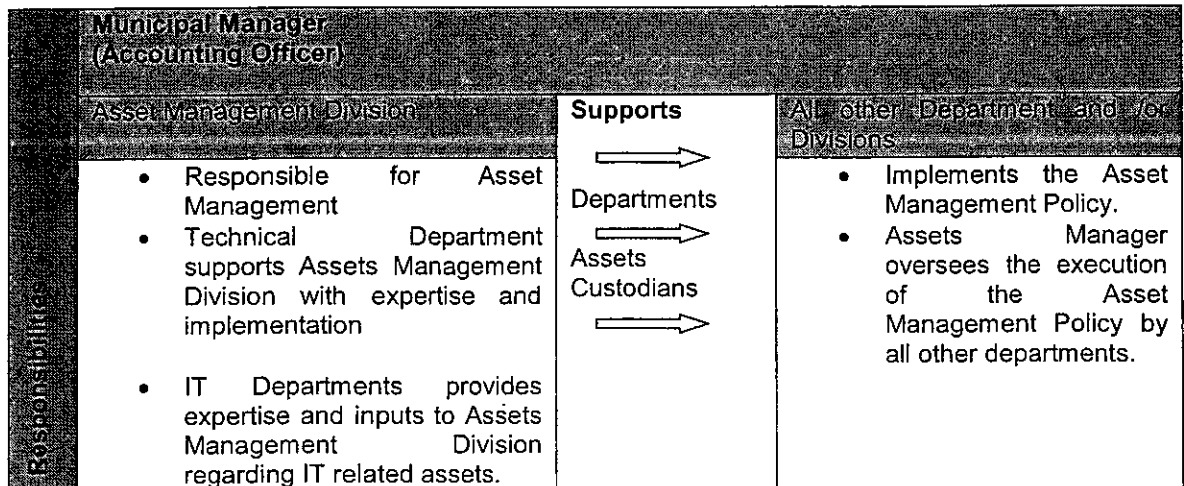 Municipal Manager
(Accounting Officer)
Asset Management Division
Supports
All other Department and /or
Divisions
Responsibilities
• Responsible for Asset
Management
• Technical Department
supports Assets Management
Division with expertise and
implementation
• IT Departments provides
expertise and inputs to Assets
Management Division
regarding IT related assets.
Departments
Assets
Custodians
• Implements the Asset
Management Policy.
• Assets Manager
oversees the execution
of the Asset
Management Policy by
all other departments.